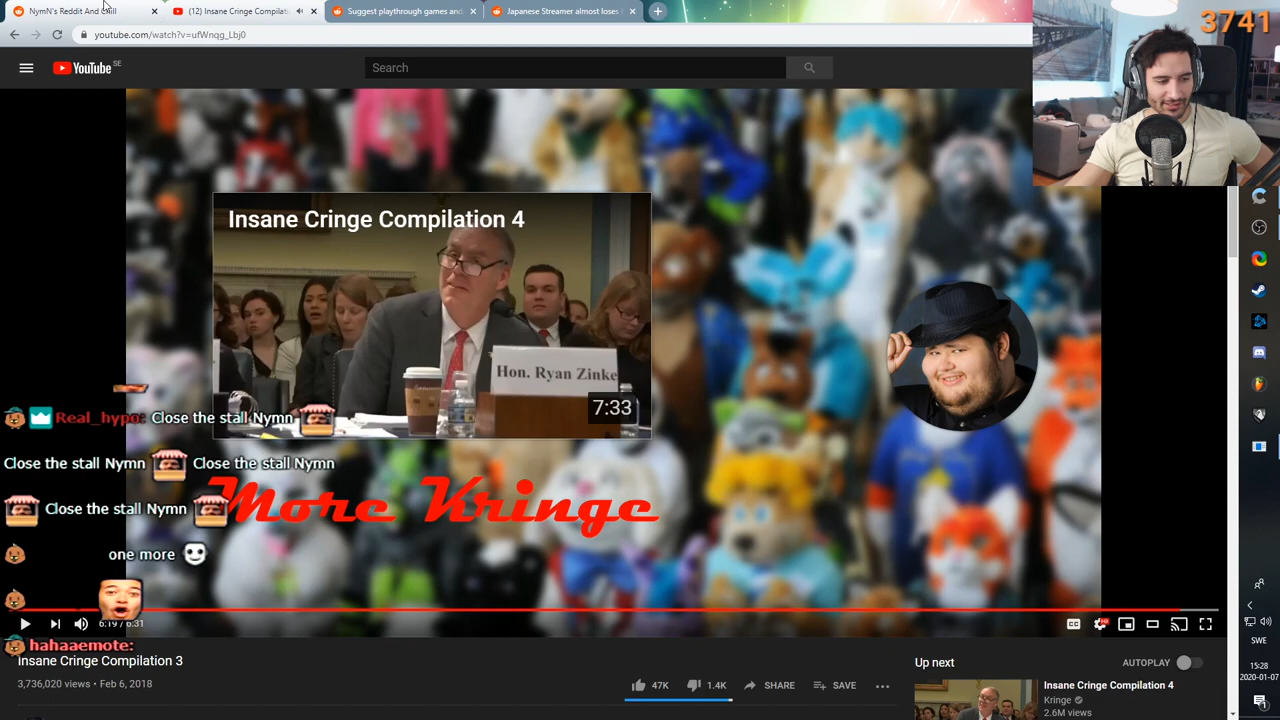 NymN's Reddit And
(12) Insane Cringe Compilati
Suggest playthrough games and
Japanese Streamer almost loses
3741
youtube.com/watch?v=ufWnqg_Lbj0
YouTube SE
Search
Insane Cringe Compilation 4
Hon. Ryan Zinke
7:33
Real_hypo: Close the stall Nymn
Close the stall Nymn Close the stall Nymn
Close the stall Nymn
More Kringe
one more
6:19 / 6:31
CC
HD
hahaaemote:
Insane Cringe Compilation 3
3,736,020 views • Feb 6, 2018
47K
1.4K
SHARE
SAVE
Up next
AUTOPLAY
Insane Cringe Compilation 4
Kringe
2.6M views
SWE
15:28
2020-01-07